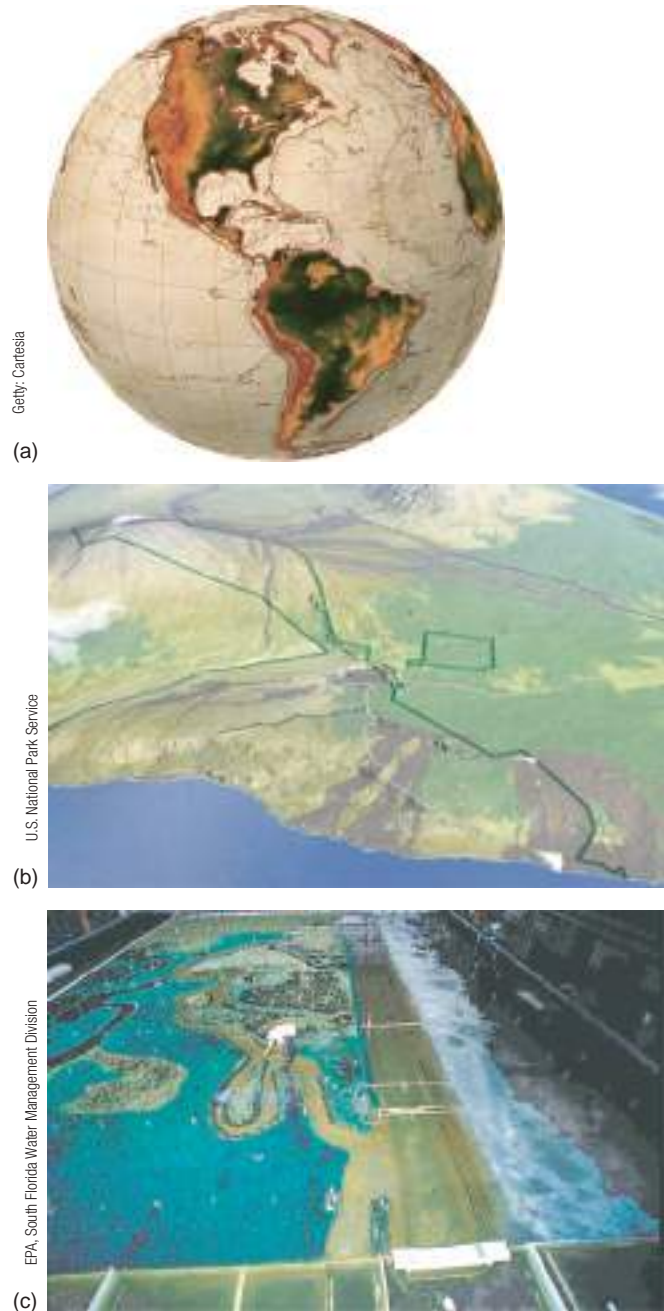 Getty: Cartesia
(a)
U.S. National Park Service
(b)
EPA, South Florida Water Management Division
(c)